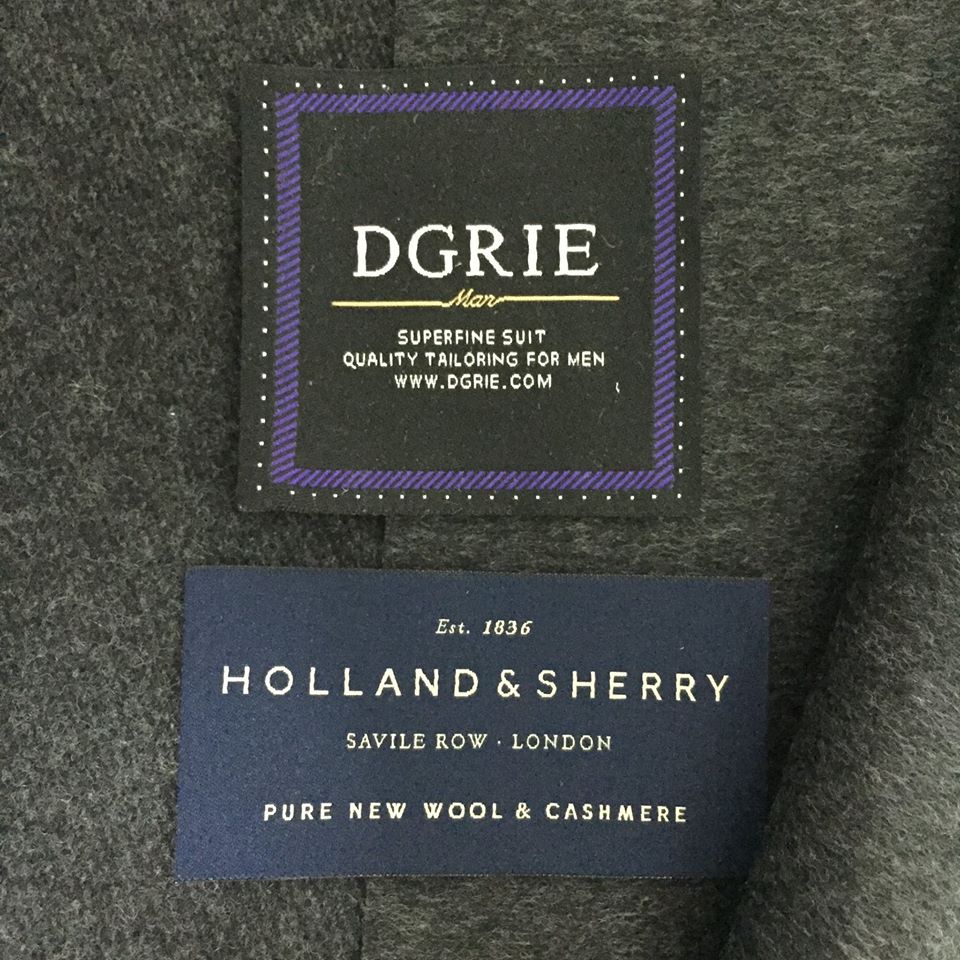 DGRIE
Man
SUPERFINE SUIT
QUALITY TAILORING FOR MEN
WWW.DGRIE.COM
Est. 1836
HOLLAND & SHERRY
SAVILE ROW · LONDON
PURE NEW WOOL & CASHMERE